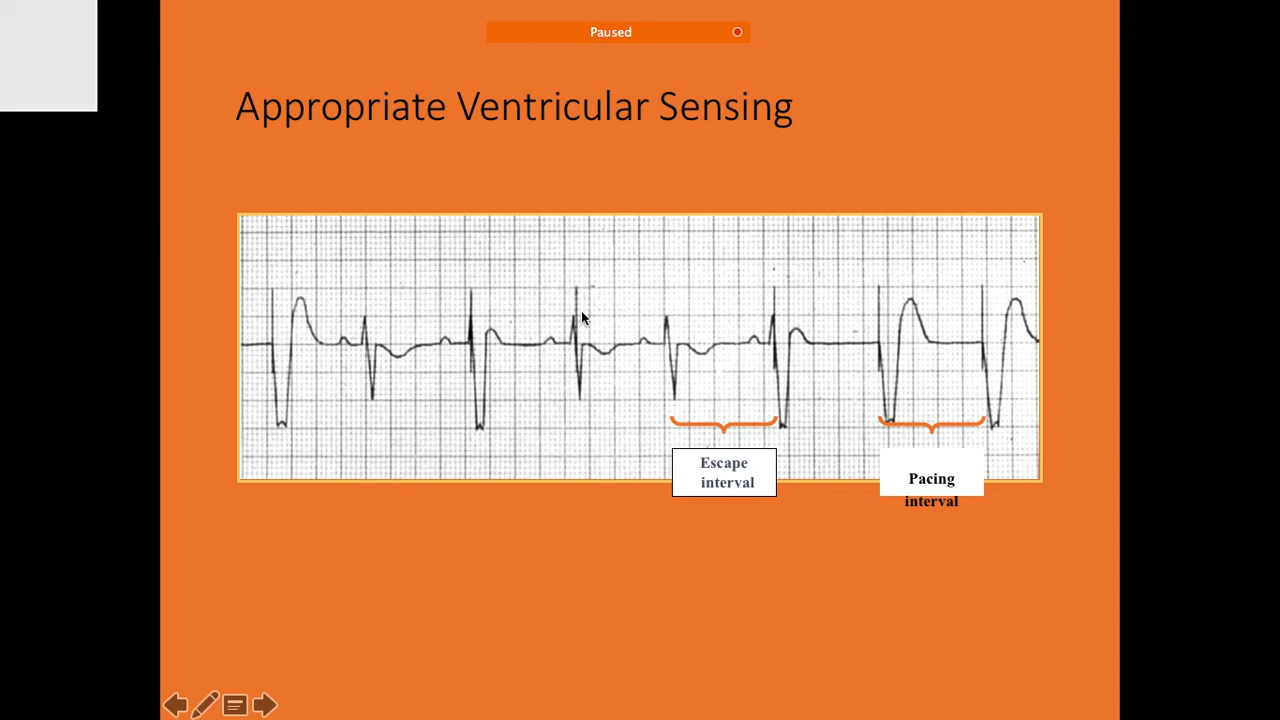 Paused
Appropriate Ventricular Sensing
Escape
interval
Pacing
interval